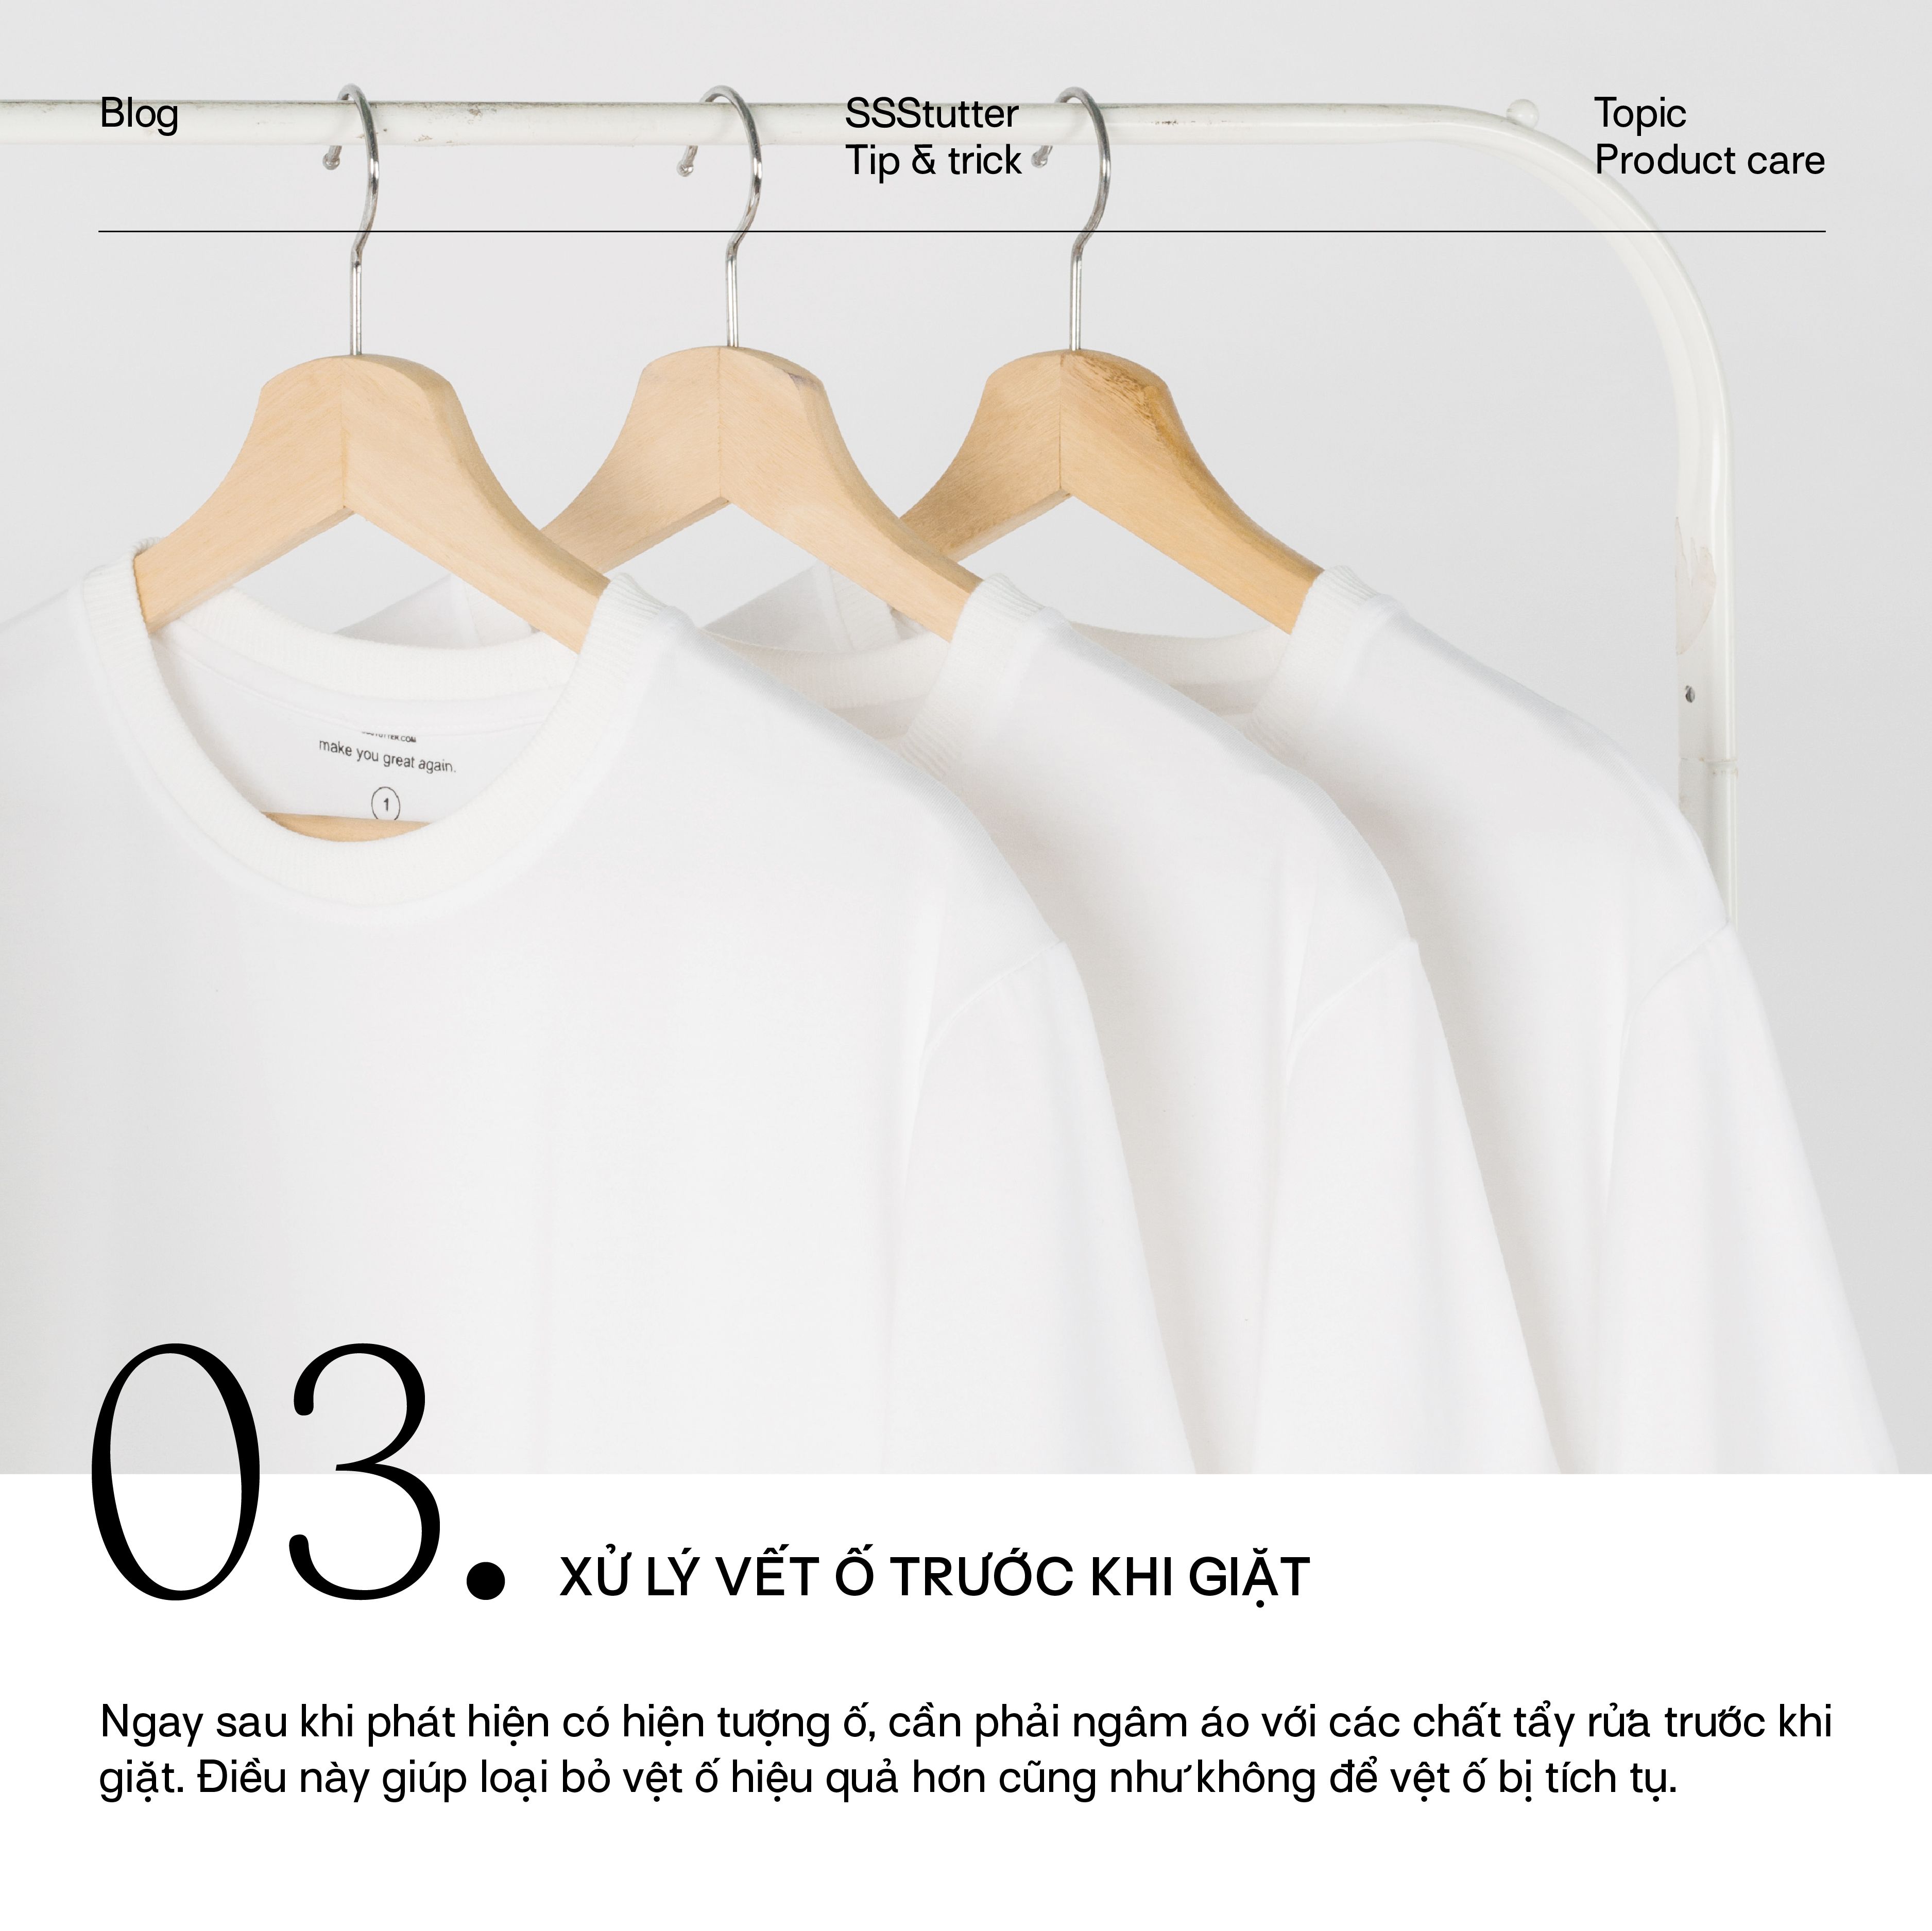 Blog
SSStutter
Tip & trick
Topic
Product care
make you great again.
1
03.
XỬ LÝ VẾT Ố TRƯỚC KHI GIẶT
Ngay sau khi phát hiện có hiện tượng ố, cần phải ngâm áo với các chất tẩy rửa trước khi
giặt. Điều này giúp loại bỏ vệt ố hiệu quả hơn cũng như không để vệt ố bị tích tụ.